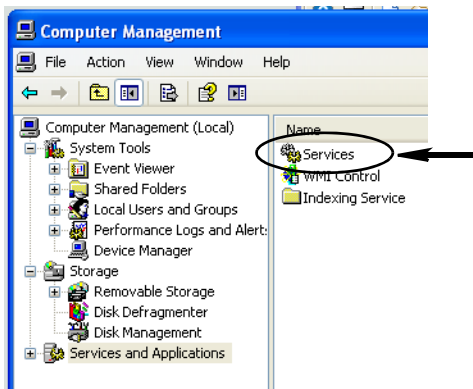 Computer Management
File Action View Window Help
Computer Management (Local)
System Tools
Event Viewer
Shared Folders
Local Users and Groups
Performance Logs and Alert:
Device Manager
Storage
Removable Storage
Disk Defragmenter
Disk Management
Services and Applications
Name
Services
WMI Control
Indexing Service